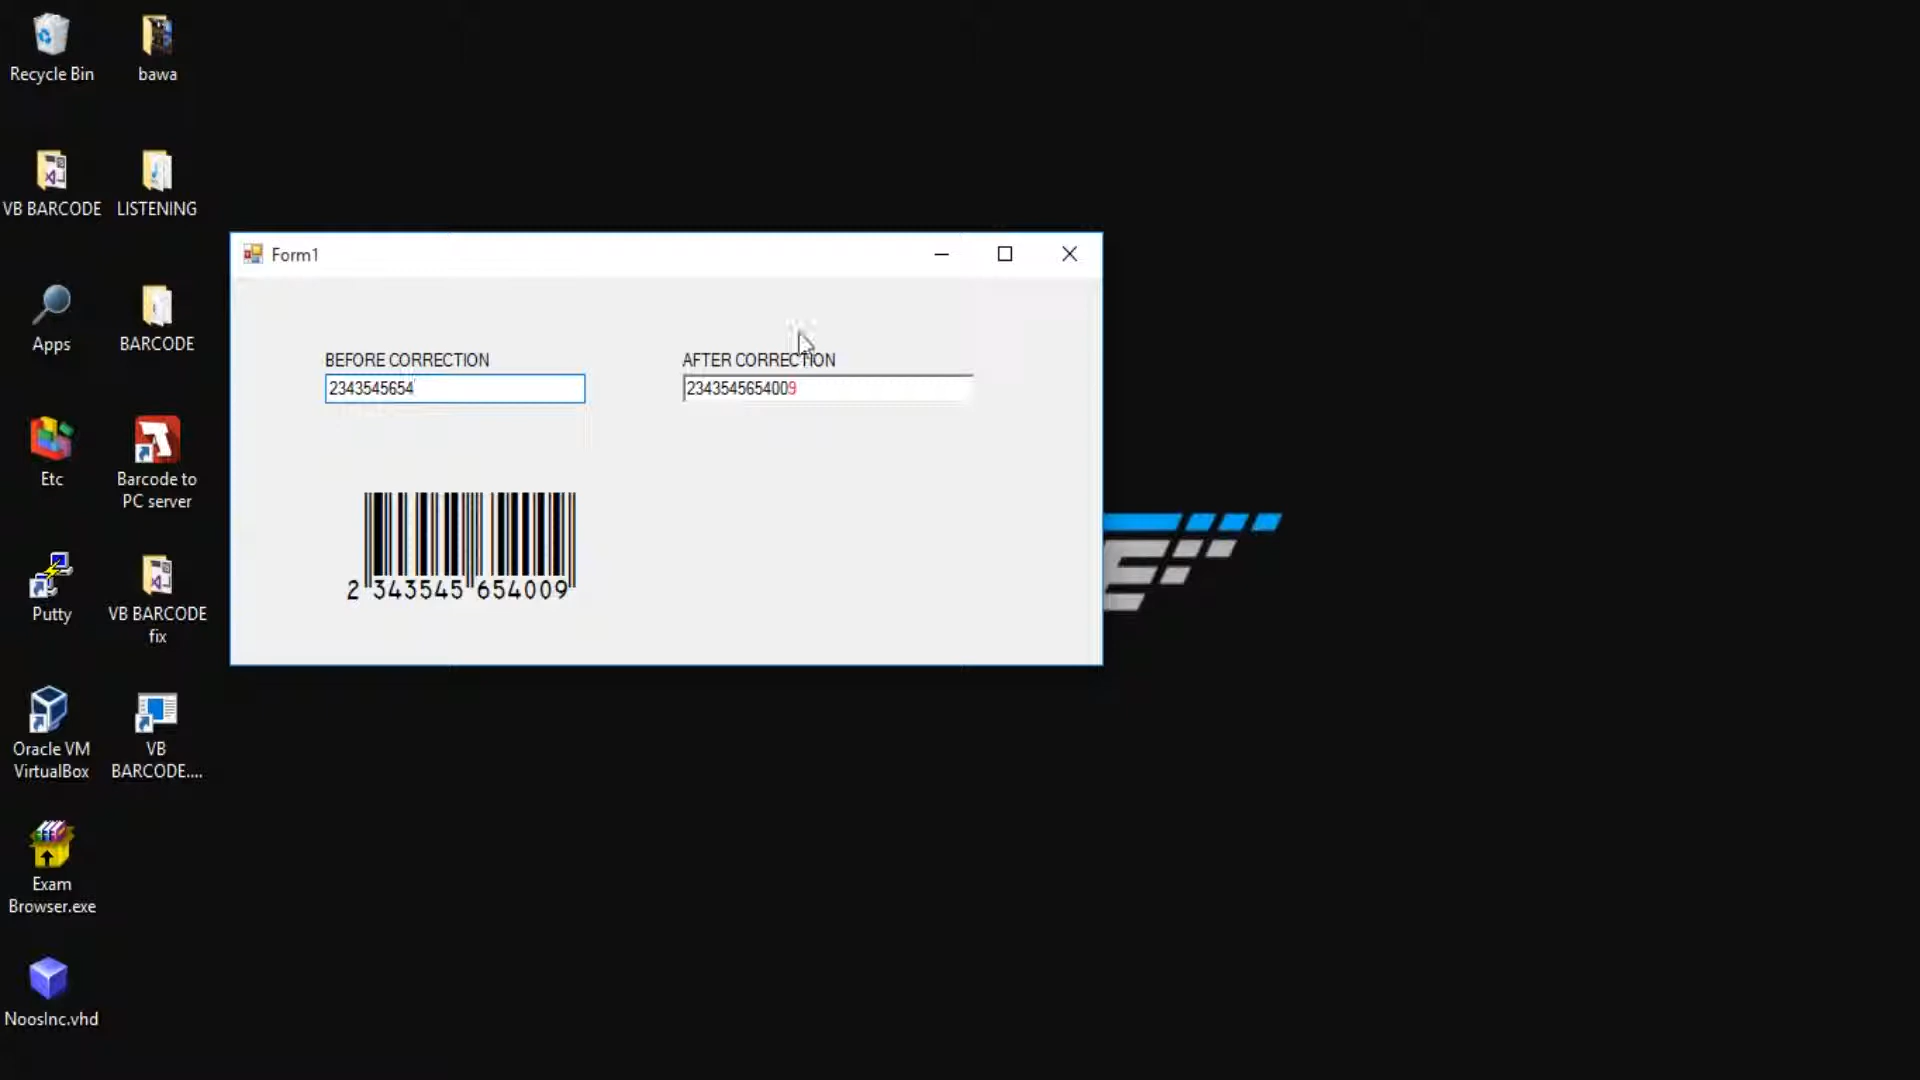 Recycle Bin
bawa
VB BARCODE
LISTENING
Apps
BARCODE
Etc
Barcode to
PC server
Putty
VB BARCODE
fix
Oracle VM
VirtualBox
VB
BARCODE....
Exam
Browser.exe
NoosInc.vhd
Form1
BEFORE CORRECTION
2343545654
AFTER CORRECTION
2343545654009
2 343545 654009
E